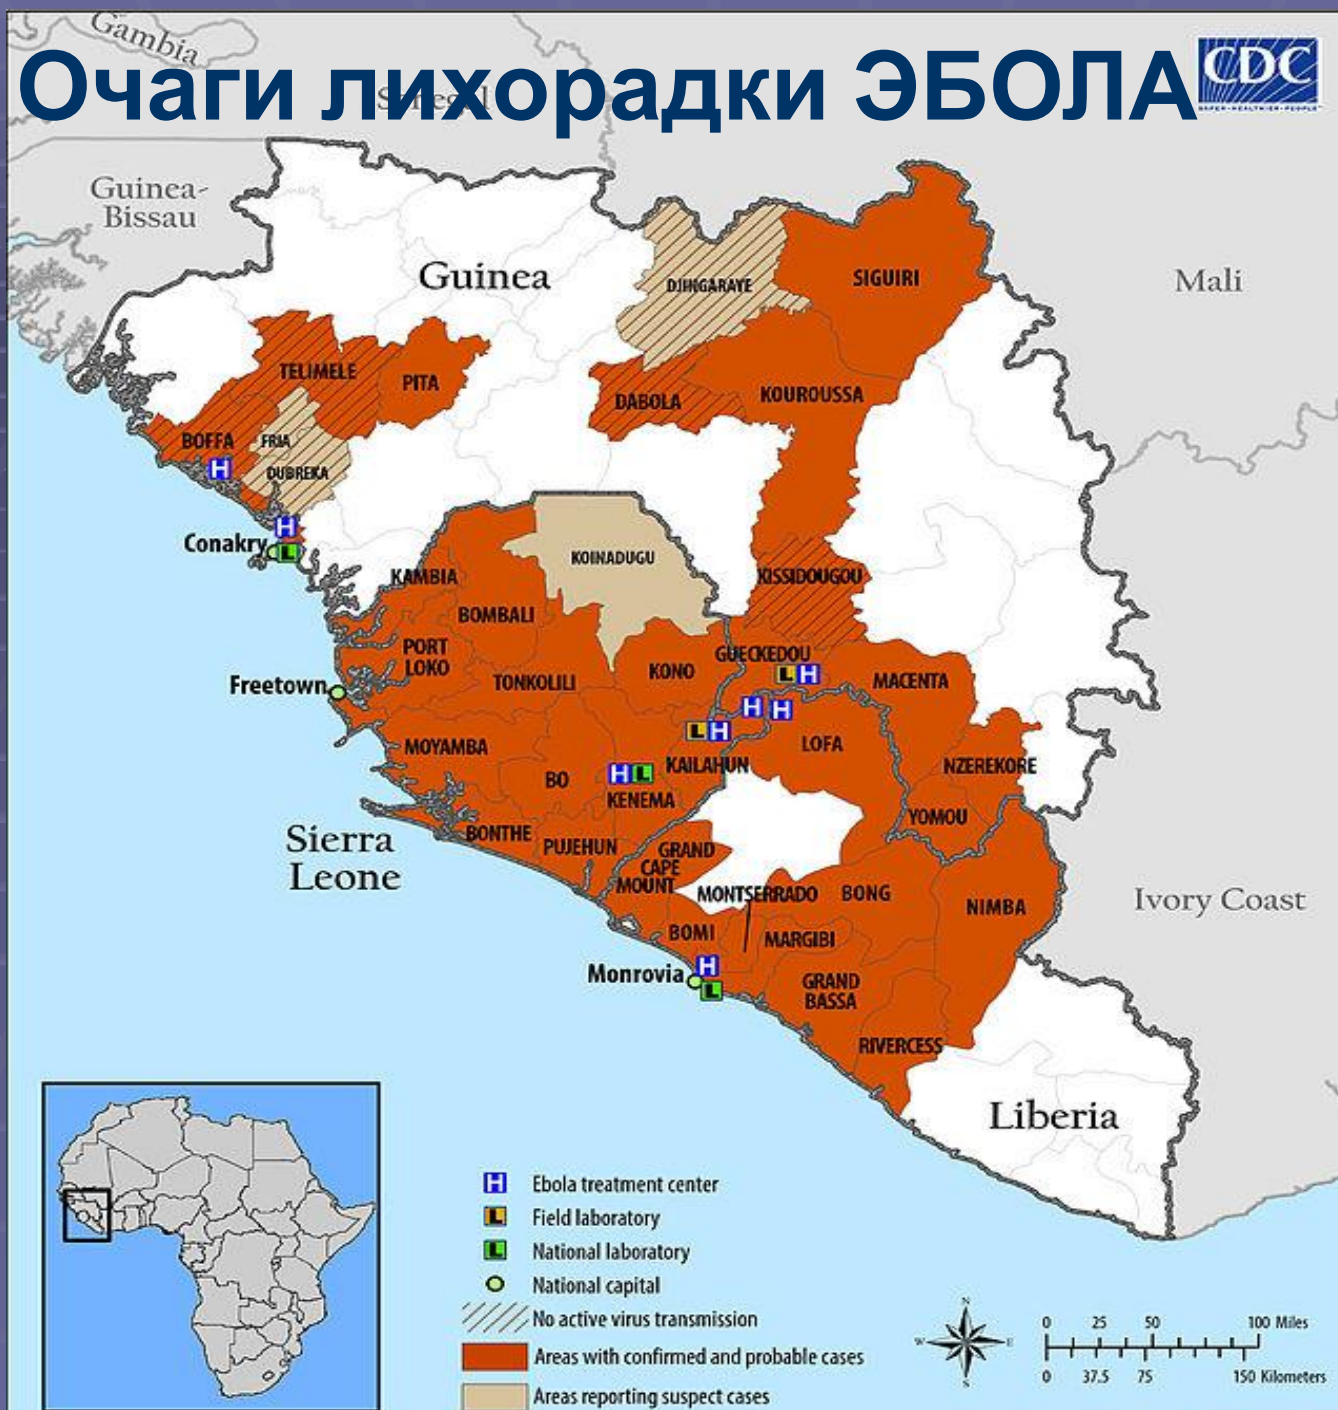 Gambia
Очаги лихорадки ЭБОЛА
CDC
SAFER•HEALTHIER•PEOPLE™
Senegal
Guinea-
Bissau
Guinea
Mali
DJINGARAYE
SIGUIRI
TELIMELE
PITA
DABOLA
KOUROUSSA
BOFFA
FRIA
H
DUBREKA
H
Conakry
L
KOINADUGU
KAMBIA
KISSIDOUGOU
BOMBALI
PORT
LOKO
GUECKEDOU
KONO
L H
TONKOLILI
MACENTA
Freetown
H H
L H
MOYAMBA
LOFA
KAILAHUN
NZEREKORE
BO
H L
KENEMA
YOMOU
Sierra
Leone
BONTHE
PUJEHUN
GRAND
CAPE
MOUNT
MONTSERRADO
BONG
NIMBA
Ivory Coast
BOMI
MARGIBI
Monrovia
H
L
GRAND
BASSA
RIVERCESS
Liberia
H Ebola treatment center
L Field laboratory
L National laboratory
National capital
No active virus transmission
Areas with confirmed and probable cases
Areas reporting suspect cases
N
W E
S
0 25 50 100 Miles
0 37.5 75 150 Kilometers